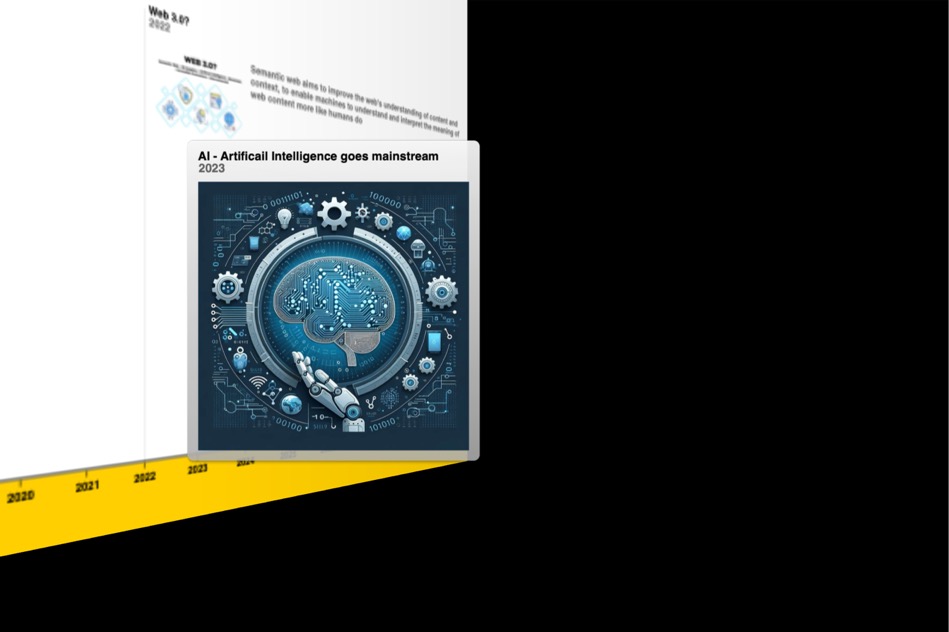 Web 3.0?
2022
WEB 3.0?
Semantic web aims to improve the web's understanding of content and
context, to enable machines to understand and interpret the meaning of
web content more like humans do
AI - Artificail Intelligence goes mainstream
2023
00111101
100000
00100
101010
2020
2021
2022
2023
2024